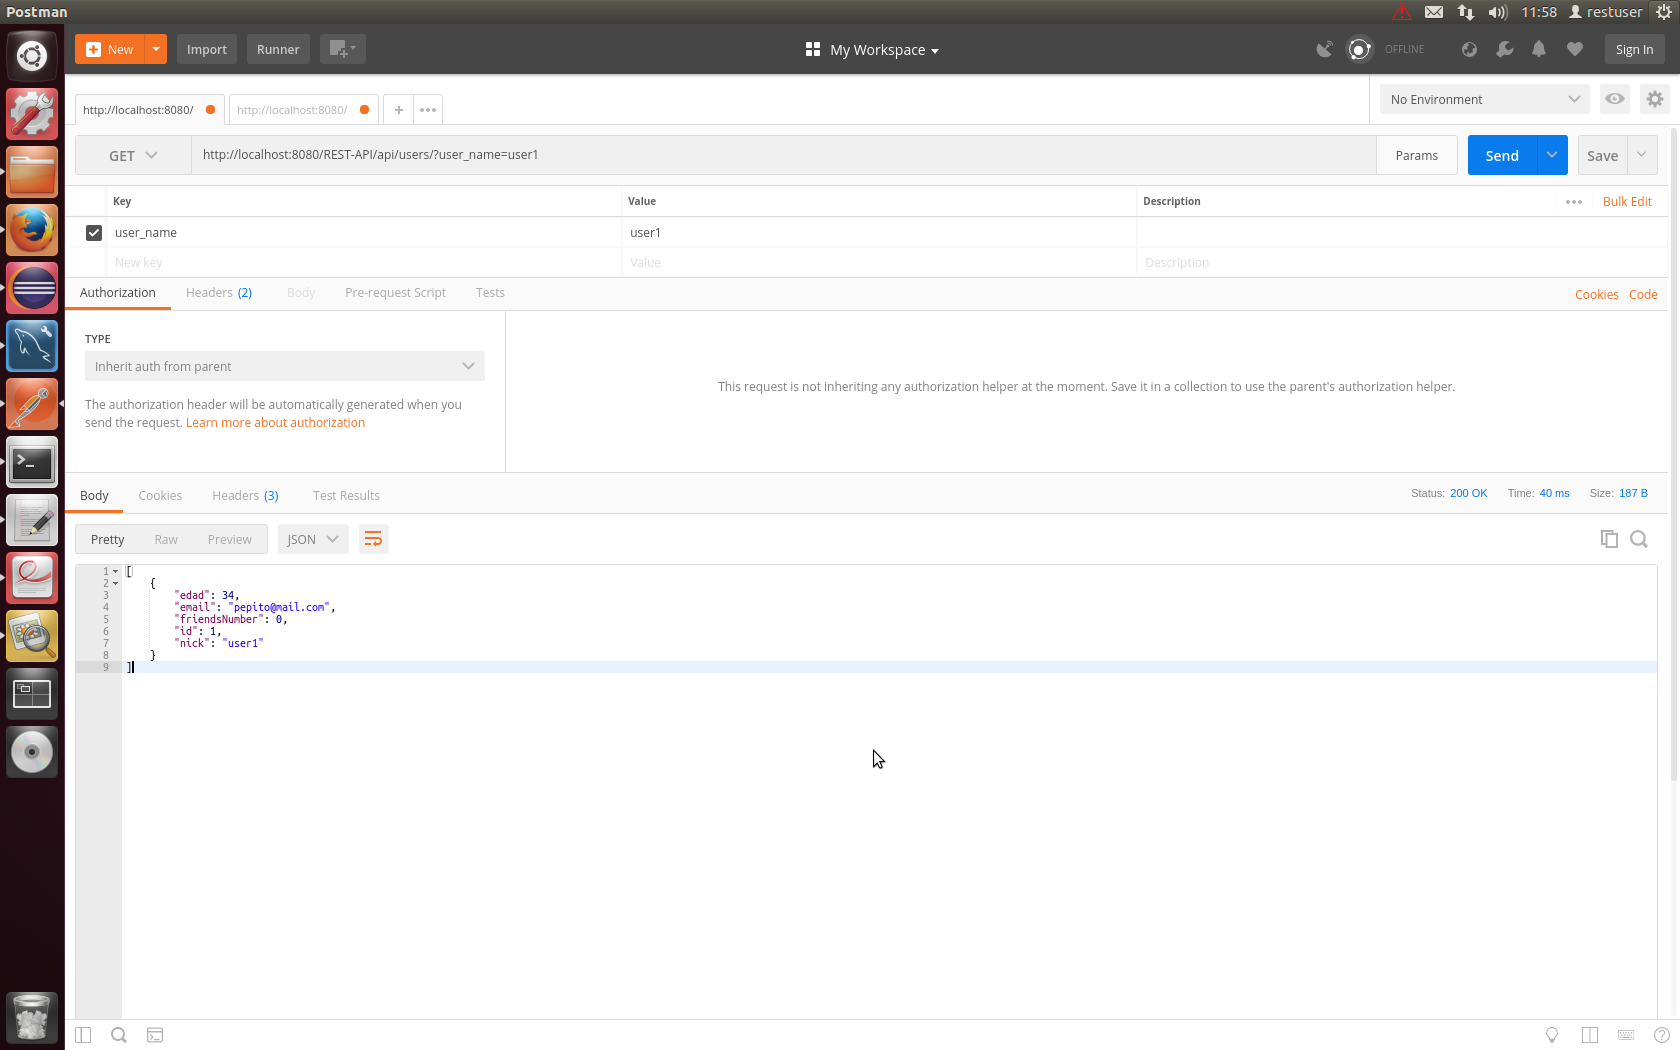 Postman
11:58 restuser
New Import Runner My Workspace OFFLINE Sign In
http://localhost:8080/ http://localhost:8080/ + No Environment
GET http://localhost:8080/REST-API/api/users/?user_name=user1 Params Send Save
Key Value Description Bulk Edit
user_name user1
New key Value Description
Authorization Headers (2) Body Pre-request Script Tests Cookies Code
TYPE
Inherit auth from parent
This request is not inheriting any authorization helper at the moment. Save it in a collection to use the parent's authorization helper.
The authorization header will be automatically generated when you
send the request. Learn more about authorization
Body Cookies Headers (3) Test Results Status: 200 OK Time: 40 ms Size: 187 B
Pretty Raw Preview JSON
1 [
2 {
3 "edad": 34,
4 "email": "pepito@mail.com",
5 "friendsNumber": 0,
6 "id": 1,
7 "nick": "user1"
8 }
9 ]